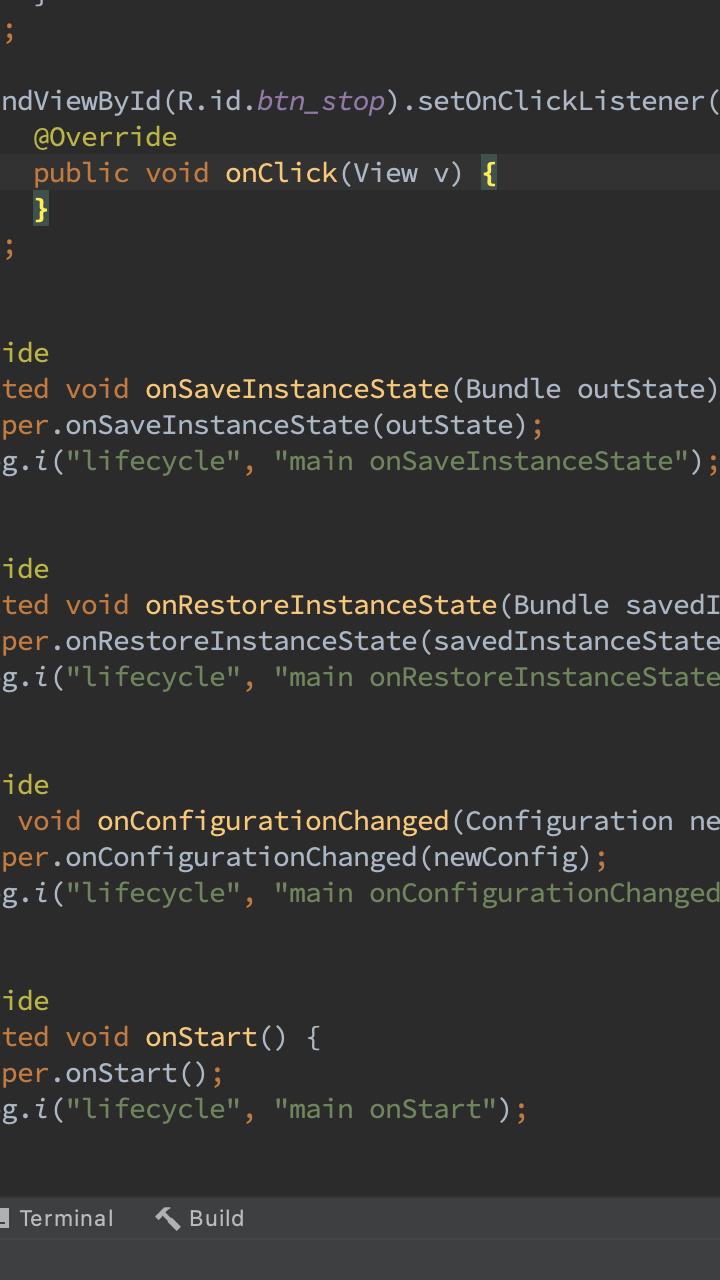 }
;
ndViewById(R.id.btn_stop).setOnClickListener(
@Override
public void onClick(View v) {
}
;
ide
ted void onSaveInstanceState(Bundle outState)
per.onSaveInstanceState(outState);
g.i("lifecycle", "main onSaveInstanceState");
ide
ted void onRestoreInstanceState(Bundle savedI
per.onRestoreInstanceState(savedInstanceState
g.i("lifecycle", "main onRestoreInstanceState
ide
void onConfigurationChanged(Configuration ne
per.onConfigurationChanged(newConfig);
g.i("lifecycle", "main onConfigurationChanged
ide
ted void onStart() {
per.onStart();
g.i("lifecycle", "main onStart");
Terminal Build